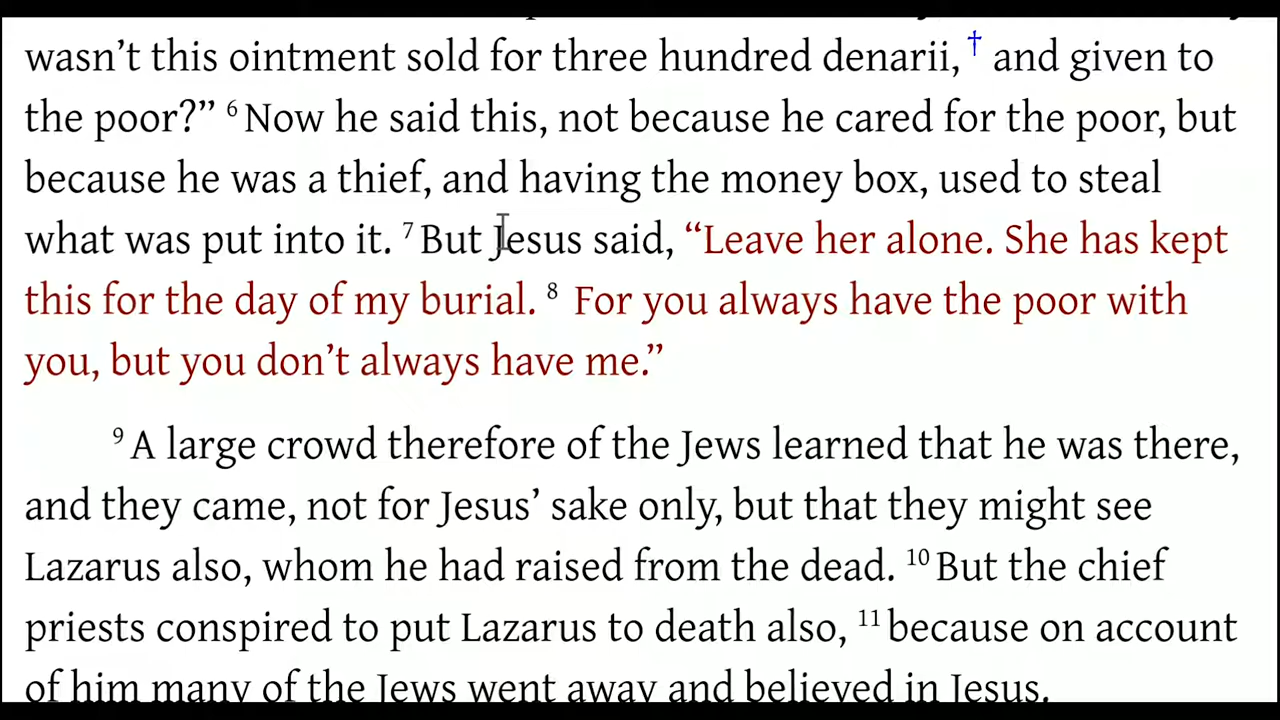 wasn’t this ointment sold for three hundred denarii, † and given to
the poor?” 6 Now he said this, not because he cared for the poor, but
because he was a thief, and having the money box, used to steal
what was put into it. 7 But Jesus said, “Leave her alone. She has kept
this for the day of my burial. 8 For you always have the poor with
you, but you don’t always have me.”
9 A large crowd therefore of the Jews learned that he was there,
and they came, not for Jesus’ sake only, but that they might see
Lazarus also, whom he had raised from the dead. 10 But the chief
priests conspired to put Lazarus to death also, 11 because on account
of him many of the Jews went away and believed in Jesus.